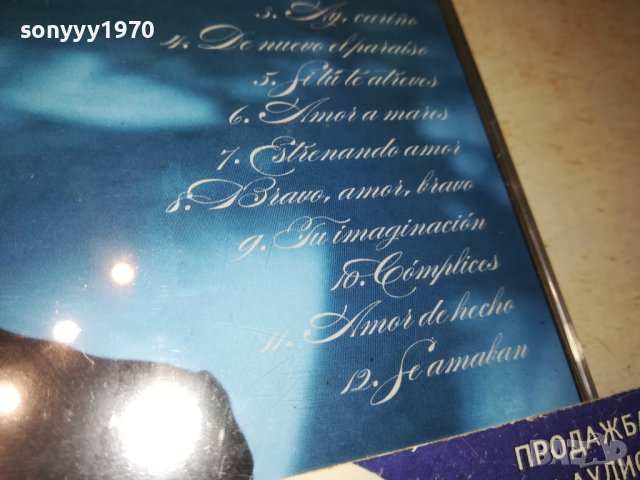 sonyyy1970
3. Ay, cariño
4. De nuevo el paraíso
5. Si tú te atreves
6. Amor a mares
7. Estrenando amor
8. Bravo, amor, bravo
9. Tu imaginación
10. Cómplices
11. Amor de hecho
12. Se amaban
ПРОДАЖБА
АУДИО